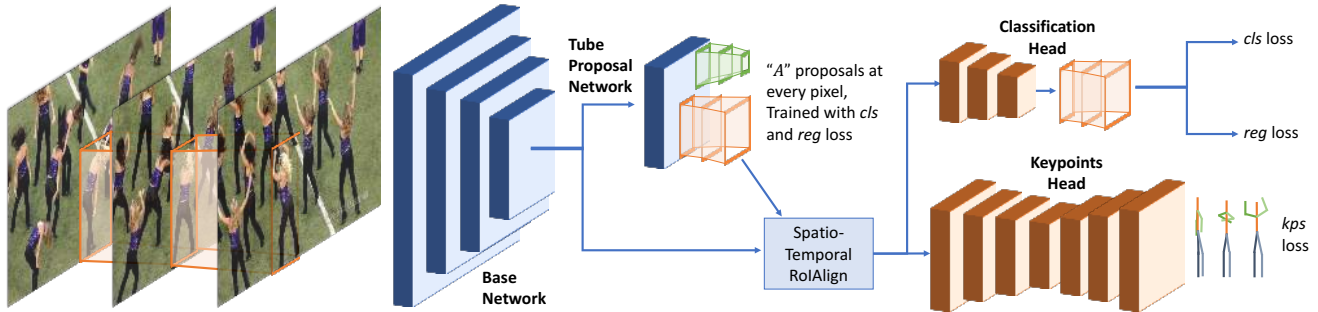 Tube
Proposal
Network
Base
Network
"A" proposals at
every pixel,
Trained with cls
and reg loss
Spatio-
Temporal
RoIAlign
Classification
Head
cls loss
reg loss
Keypoints
Head
kps
loss